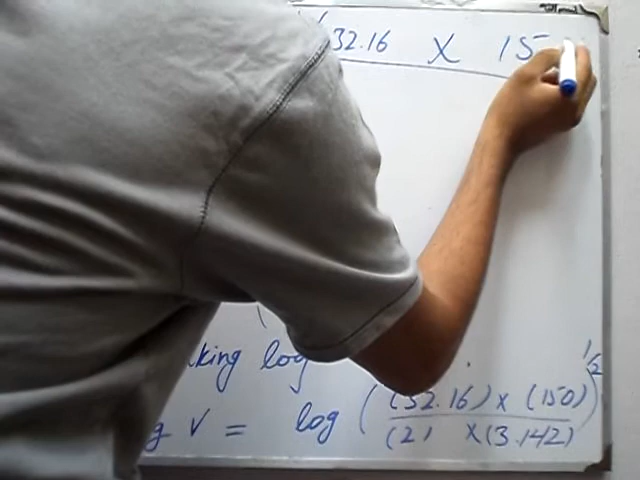 32.16 X 15
king log
g V = log ( (32.16) x (150) )^1/2
(2) X (3.142)